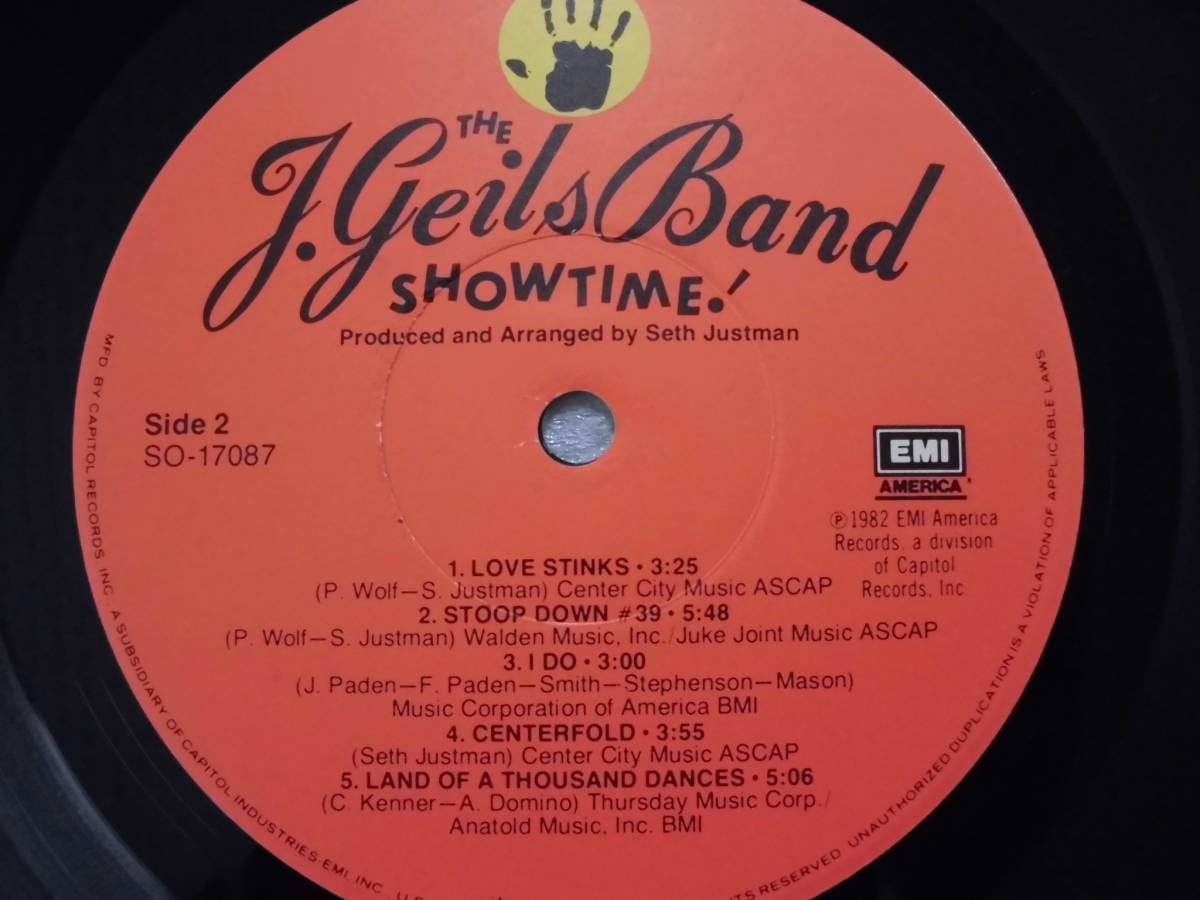 THE
J. Geils Band
SHOWTIME!
Produced and Arranged by Seth Justman
Side 2
SO-17087
EMI
AMERICA
℗ 1982 EMI America
Records, a division
of Capitol
Records, Inc
1. LOVE STINKS • 3:25
(P. Wolf—S. Justman) Center City Music ASCAP
2. STOOP DOWN #39 • 5:48
(P. Wolf—S. Justman) Walden Music, Inc./Juke Joint Music ASCAP
3. I DO • 3:00
(J. Paden—F. Paden—Smith—Stephenson—Mason)
Music Corporation of America BMI
4. CENTERFOLD • 3:55
(Seth Justman) Center City Music ASCAP
5. LAND OF A THOUSAND DANCES • 5:06
(C. Kenner—A. Domino) Thursday Music Corp./
Anatold Music, Inc. BMI
MFD. BY CAPITOL RECORDS, INC. A SUBSIDIARY OF CAPITOL INDUSTRIES-EMI, INC. RESERVED. UNAUTHORIZED DUPLICATION IS A VIOLATION OF APPLICABLE LAWS